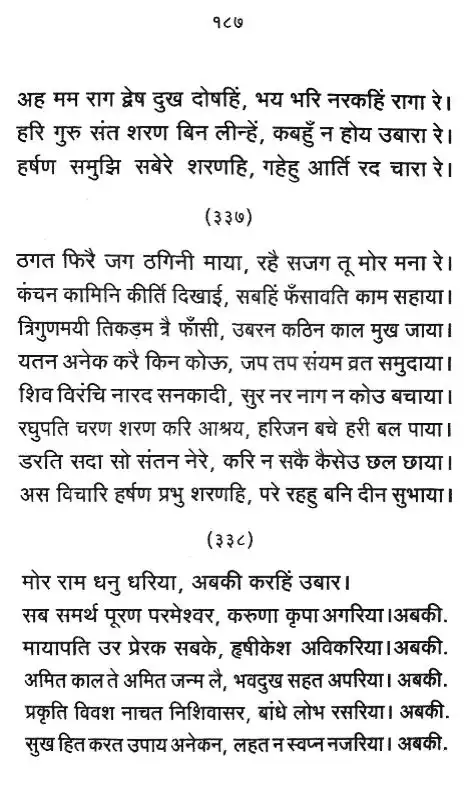 १८७
अह मम राग द्वेष दुख दोषहिं, भय भरि नरकहिं रागा रे।
हरि गुरु संत शरण बिन लीन्हें, कबहुँ न होय उबारा रे।
हर्षण समुझि सबेरे शरणहि, गहेहु आर्ति रद चारा रे।
(३३७)
ठगत फिरै जग ठगिनी माया, रहै सजग तू मोर मना रे।
कंचन कामिनि कीर्ति दिखाई, सबहिं फँसावति काम सहाया।
त्रिगुणमयी तिकड़म त्रै फाँसी, उबरन कठिन काल मुख जाया।
यतन अनेक करै किन कोऊ, जप तप संयम व्रत समुदाया।
शिव विरंचि नारद सनकादी, सुर नर नाग न कोउ बचाया।
रघुपति चरण शरण करि आश्रय, हरिजन बचे हरी बल पाया।
डरति सदा सो संतन नेरे, करि न सकै कैसेउ छल छाया।
अस विचारि हर्षण प्रभु शरणहि, परे रहहु बनि दीन सुभाया।
(३३८)
मोर राम धनु धरिया, अबकी करहिं उबार।
सब समर्थ पूरण परमेश्वर, करुणा कृपा अगरिया।अबकी.
मायापति उर प्रेरक सबके, हृषीकेश अविकरिया।अबकी.
अमित काल ते अमित जन्म लै, भवदुख सहत अपरिया। अबकी.
प्रकृति विवश नाचत निशिवासर, बांधे लोभ रसरिया। अबकी.
सुख हित करत उपाय अनेकन, लहत न स्वप्न नजरिया। अबकी.